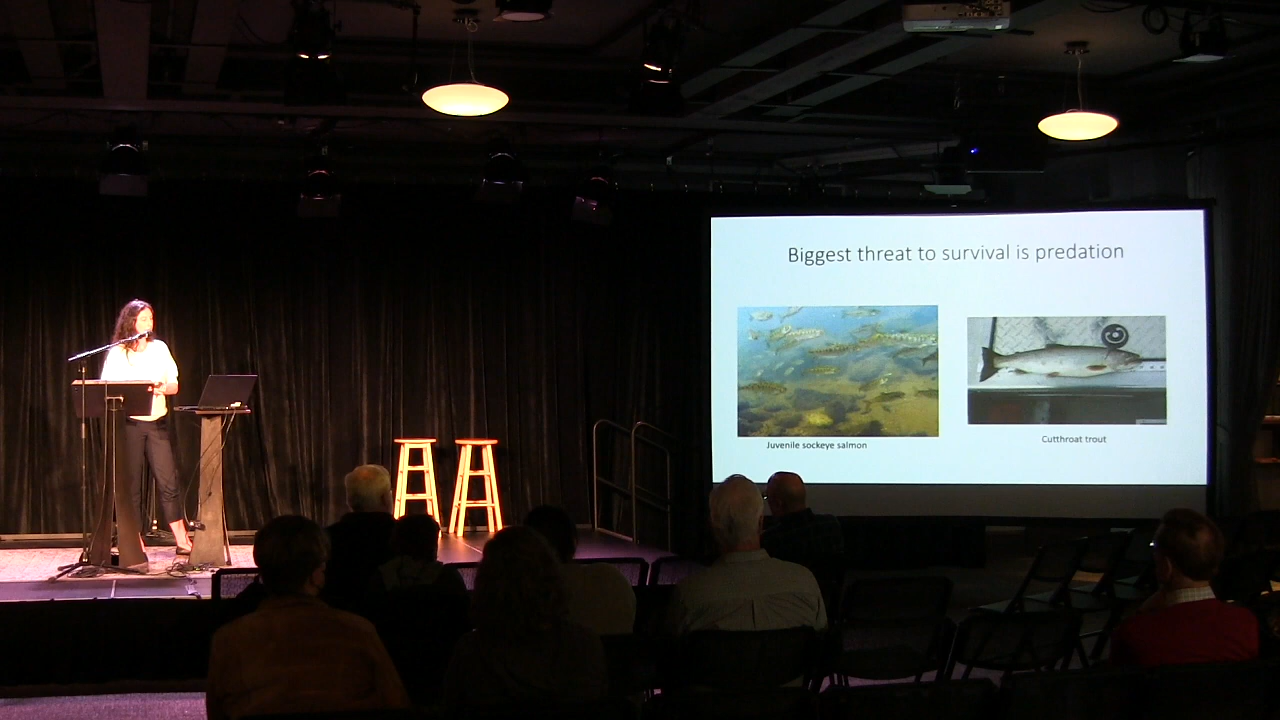 Biggest threat to survival is predation
Juvenile sockeye salmon
Cutthroat trout